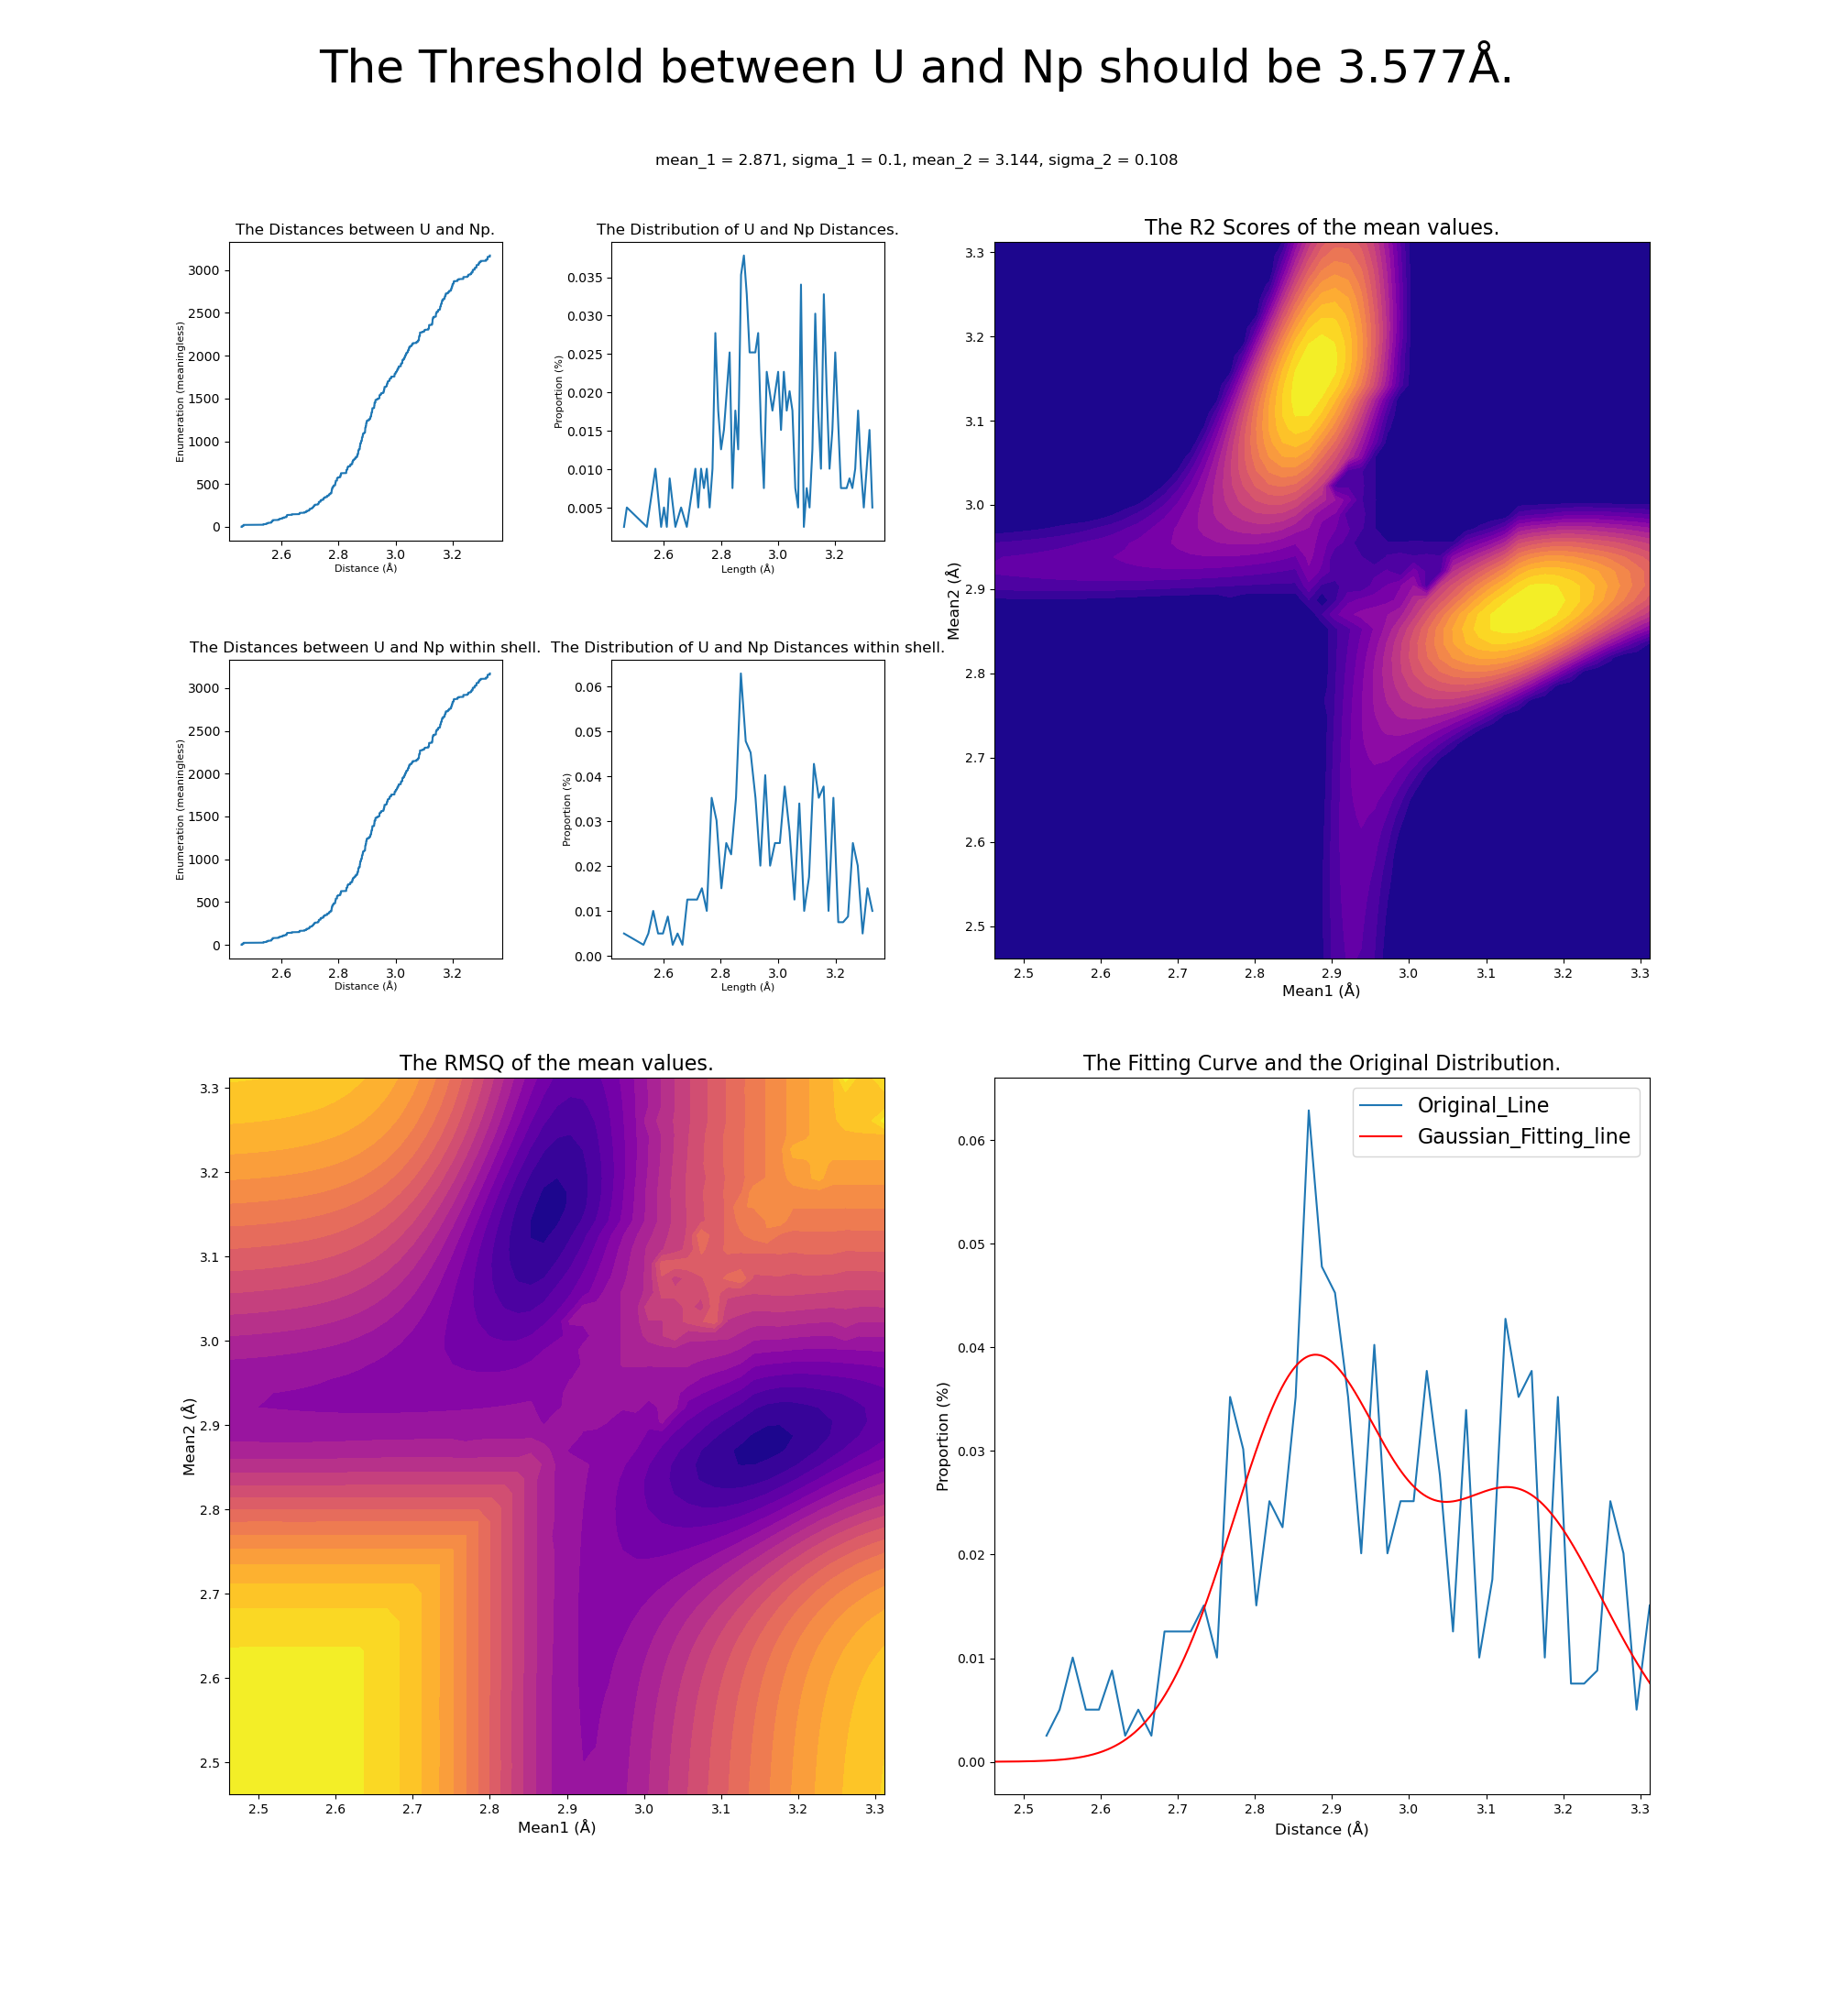 The Threshold between U and Np should be 3.577Å.
mean_1 = 2.871, sigma_1 = 0.1, mean_2 = 3.144, sigma_2 = 0.108
The Distances between U and Np.
3000
2500
2000
1500
1000
500
0
Enumeration (meaningless)
2.6 2.8 3.0 3.2
Distance (Å)
The Distribution of U and Np Distances.
0.035
0.030
0.025
0.020
0.015
0.010
0.005
Proportion (%)
2.6 2.8 3.0 3.2
Length (Å)
The R2 Scores of the mean values.
3.3
3.2
3.1
3.0
2.9
2.8
2.7
2.6
2.5
Mean2 (Å)
2.5 2.6 2.7 2.8 2.9 3.0 3.1 3.2 3.3
Mean1 (Å)
The Distances between U and Np within shell.
3000
2500
2000
1500
1000
500
0
Enumeration (meaningless)
2.6 2.8 3.0 3.2
Distance (Å)
The Distribution of U and Np Distances within shell.
0.06
0.05
0.04
0.03
0.02
0.01
0.00
Proportion (%)
2.6 2.8 3.0 3.2
Length (Å)
The RMSQ of the mean values.
3.3
3.2
3.1
3.0
2.9
2.8
2.7
2.6
2.5
Mean2 (Å)
2.5 2.6 2.7 2.8 2.9 3.0 3.1 3.2 3.3
Mean1 (Å)
The Fitting Curve and the Original Distribution.
Original_Line
Gaussian_Fitting_line
0.06
0.05
0.04
0.03
0.02
0.01
0.00
Proportion (%)
2.5 2.6 2.7 2.8 2.9 3.0 3.1 3.2 3.3
Distance (Å)